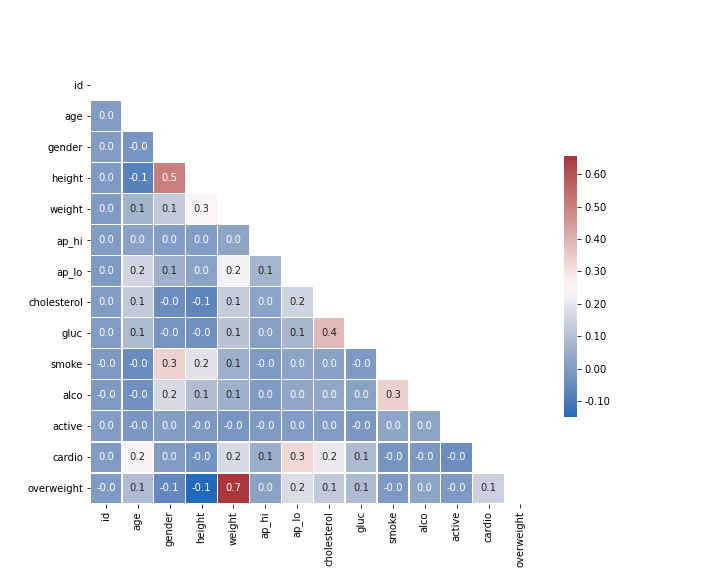 id
age 0.0
gender 0.0 -0.0
height 0.0 -0.1 0.5
weight 0.0 0.1 0.1 0.3
ap_hi 0.0 0.0 0.0 0.0 0.0
ap_lo 0.0 0.2 0.1 0.0 0.2 0.1
cholesterol 0.0 0.1 -0.0 -0.1 0.1 0.0 0.2
gluc 0.0 0.1 -0.0 -0.0 0.1 0.0 0.1 0.4
smoke -0.0 -0.0 0.3 0.2 0.1 -0.0 0.0 0.0 -0.0
alco -0.0 -0.0 0.2 0.1 0.1 0.0 0.0 0.0 0.0 0.3
active -0.0 -0.0 0.0 -0.0 -0.0 -0.0 0.0 0.0 -0.0 0.0 0.0
cardio 0.0 0.2 0.0 -0.0 0.2 0.1 0.3 0.2 0.1 -0.0 -0.0 -0.0
overweight -0.0 0.1 -0.1 -0.1 0.7 0.0 0.2 0.1 0.1 -0.0 0.0 -0.0 0.1
id age gender height weight ap_hi ap_lo cholesterol gluc smoke alco active cardio overweight
0.60
0.50
0.40
0.30
0.20
0.10
0.00
-0.10